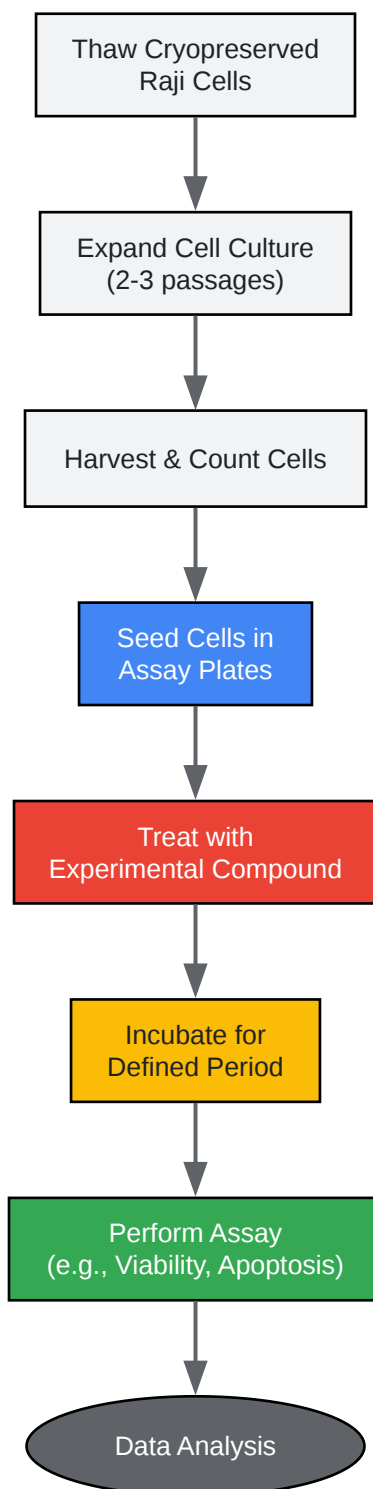 Thaw Cryopreserved
Raji Cells
Expand Cell Culture
(2-3 passages)
Harvest & Count Cells
Seed Cells in
Assay Plates
Treat with
Experimental Compound
Incubate for
Defined Period
Perform Assay
(e.g., Viability, Apoptosis)
Data Analysis